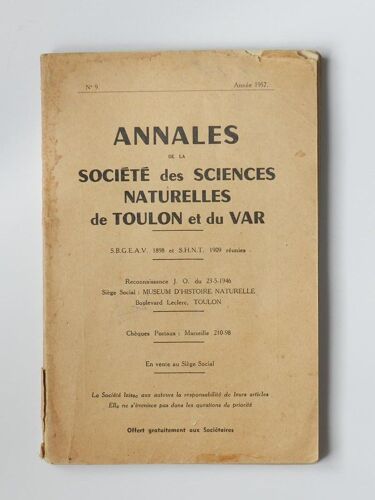 N° 9 Année 1957.
ANNALES
DE LA
SOCIÉTÉ des SCIENCES
NATURELLES
de TOULON et du VAR
S.B.G.E.A.V. 1898 et S.H.N.T. 1909 réunies
Reconnaissance J. O. du 23-5-1946
Siège Social : MUSEUM D'HISTOIRE NATURELLE
Boulevard Leclerc, TOULON
Chèques Postaux : Marseille 210-98
En vente au Siège Social
La Société laisse aux auteurs la responsabilité de leurs articles
Elle ne s'immisce pas dans les questions de priorité
Offert gratuitement aux Sociétaires